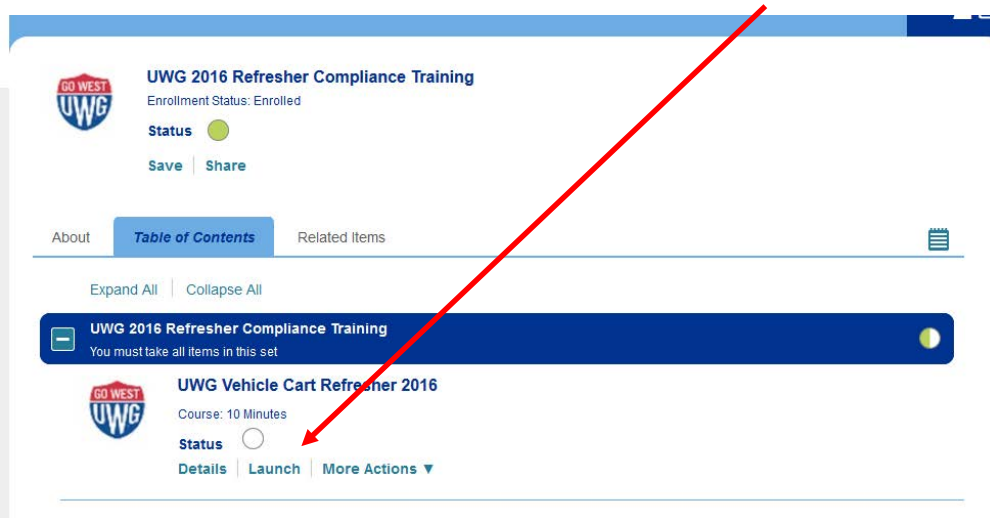 GO WEST
UWG
UWG 2016 Refresher Compliance Training
Enrollment Status: Enrolled
Status
Save | Share
About Table of Contents Related Items
Expand All | Collapse All
UWG 2016 Refresher Compliance Training
You must take all items in this set
GO WEST
UWG
UWG Vehicle Cart Refresher 2016
Course: 10 Minutes
Status
Details | Launch | More Actions ▼